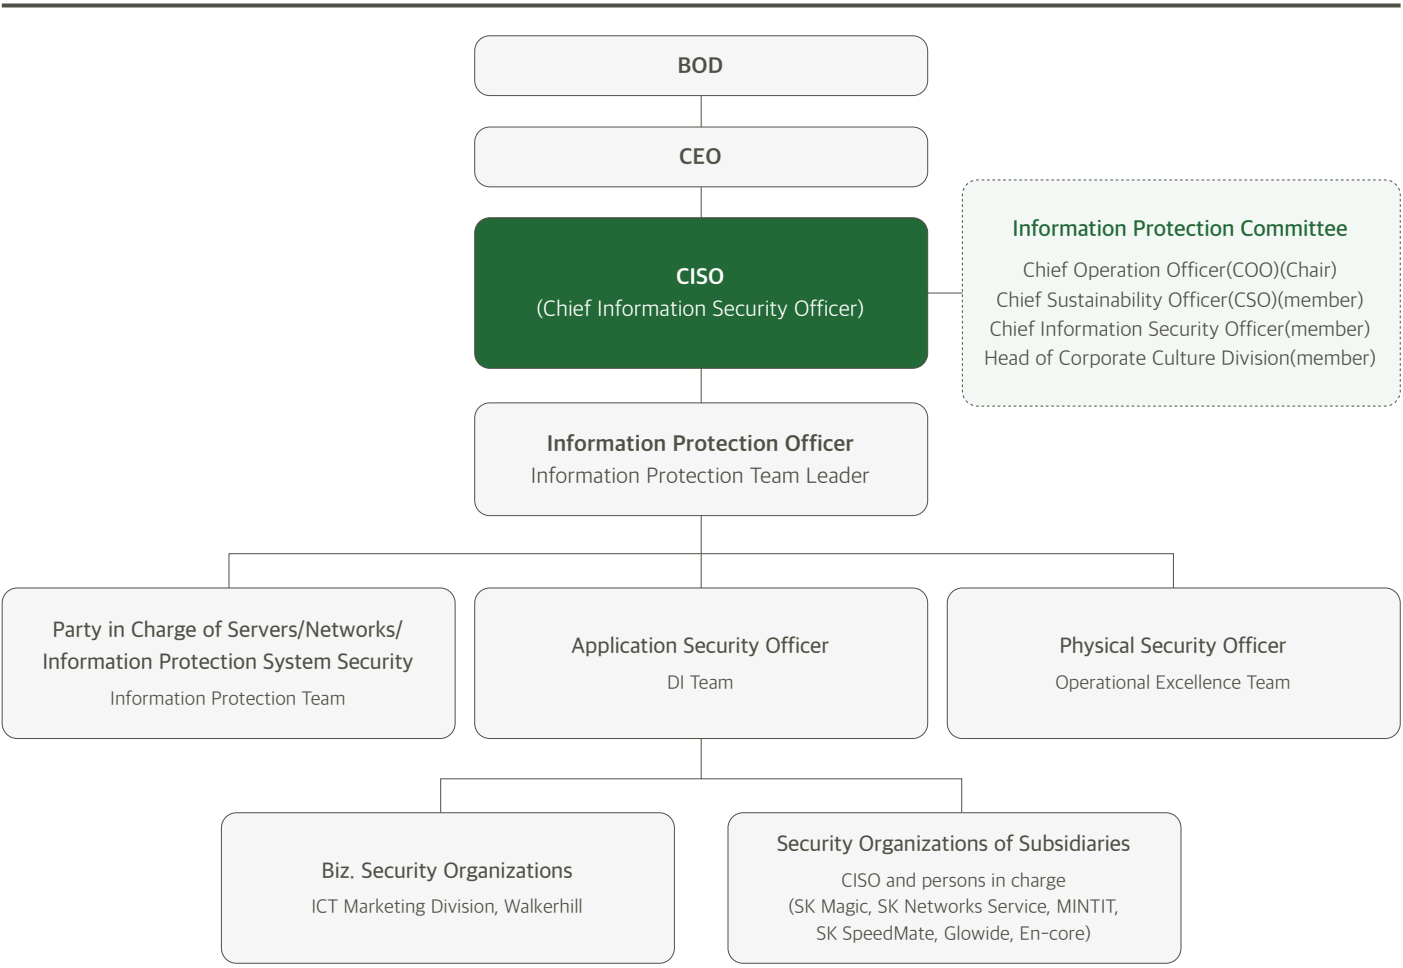 BOD
CEO
CISO
(Chief Information Security Officer)
Information Protection Committee
Chief Operation Officer(COO)(Chair)
Chief Sustainability Officer(CSO)(member)
Chief Information Security Officer(member)
Head of Corporate Culture Division(member)
Information Protection Officer
Information Protection Team Leader
Party in Charge of Servers/Networks/
Information Protection System Security
Information Protection Team
Application Security Officer
DI Team
Physical Security Officer
Operational Excellence Team
Biz. Security Organizations
ICT Marketing Division, Walkerhill
Security Organizations of Subsidiaries
CISO and persons in charge
(SK Magic, SK Networks Service, MINTIT,
SK SpeedMate, Glowide, En-core)